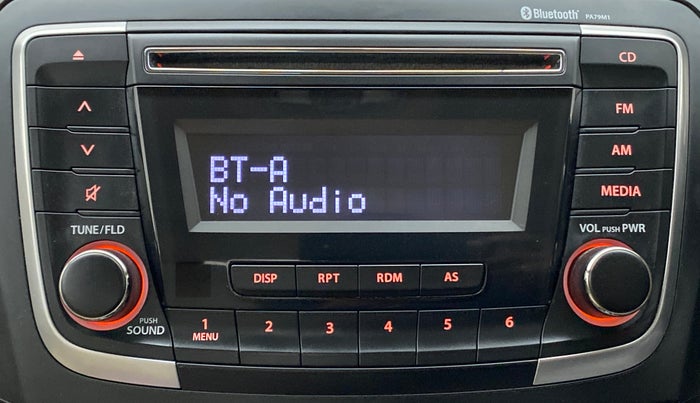 Bluetooth PA79M1
CD
FM
AM
MEDIA
BT-A
No Audio
TUNE/FLD
VOL PUSH PWR
DISP RPT RDM AS
PUSH
SOUND
1 2 3 4 5 6
MENU